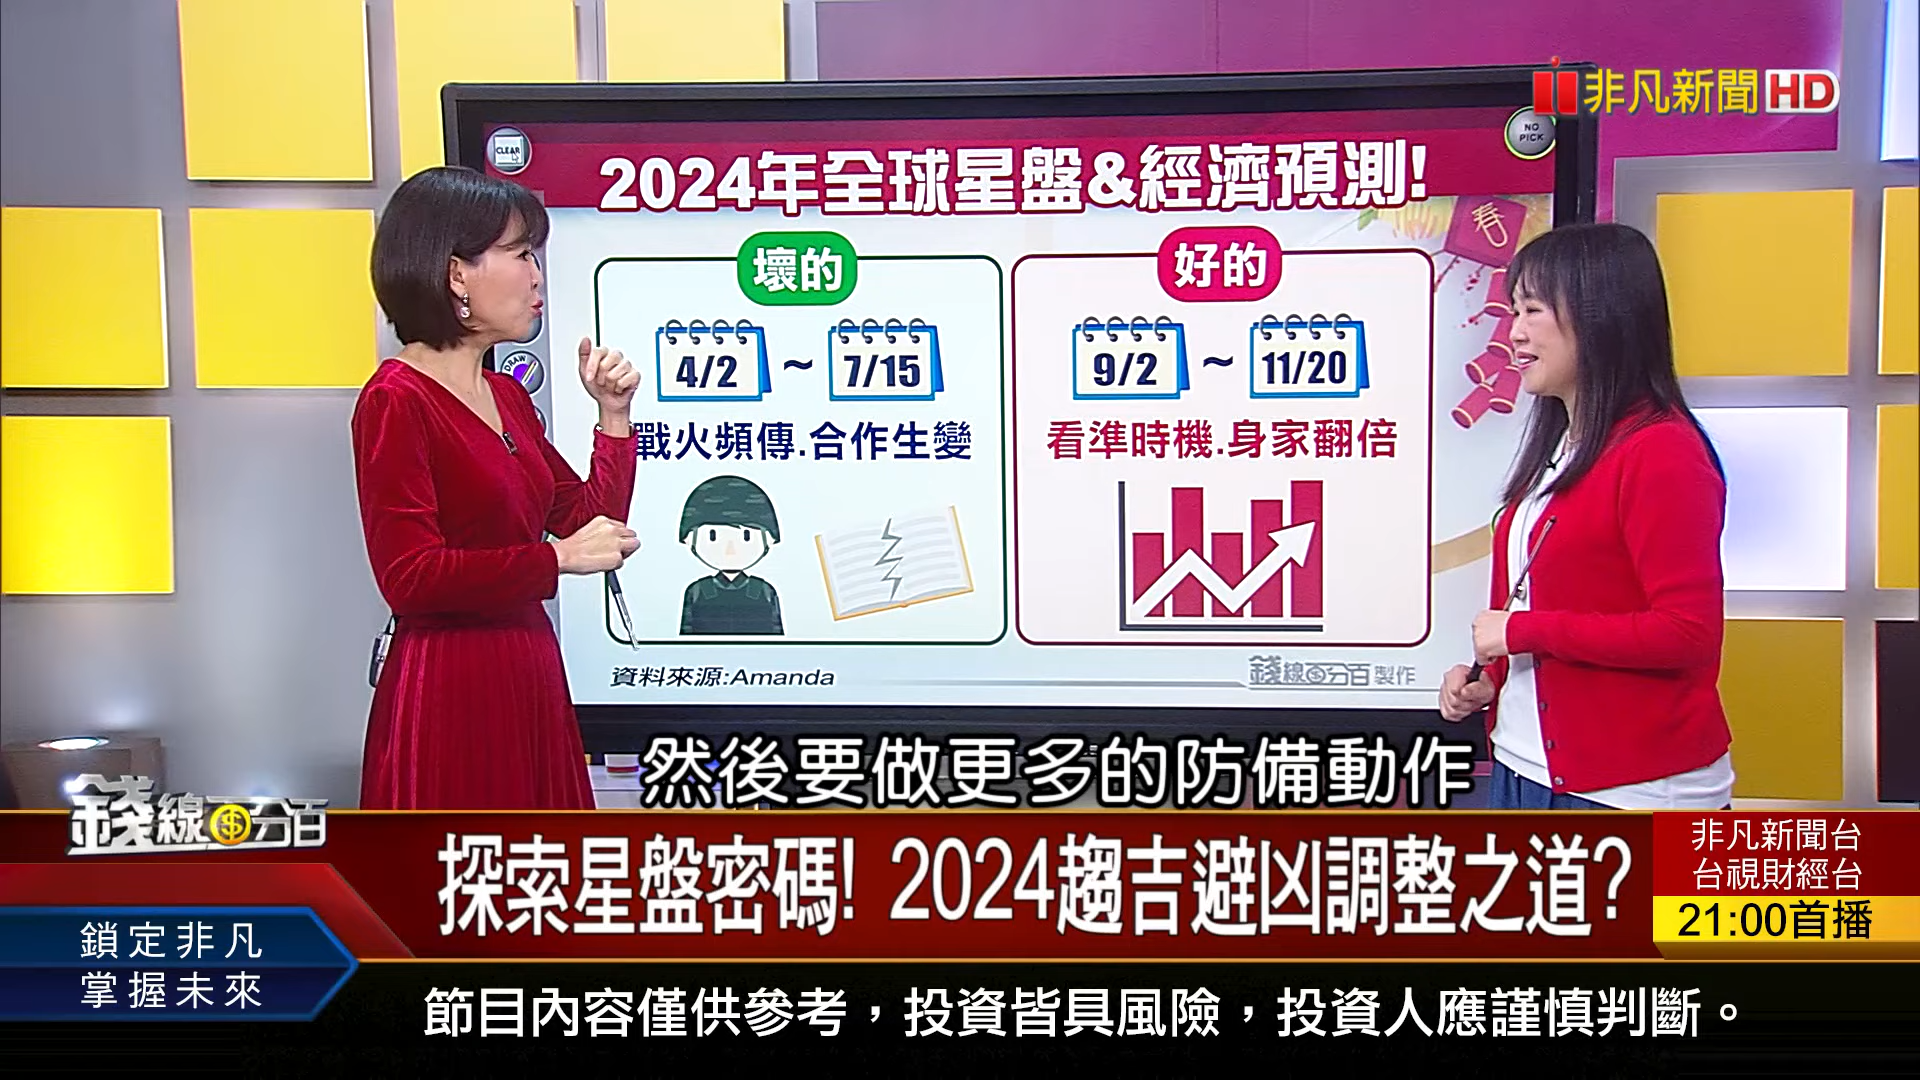 非凡新聞HD
CLEAR
NO PICK
2024年全球星盤&經濟預測!
春
壞的
好的
4/2 ~ 7/15
9/2 ~ 11/20
DRAW
戰火頻傳.合作生變
看準時機.身家翻倍
資料來源:Amanda
錢線百分百 製作
然後要做更多的防備動作
錢線$百分百
探索星盤密碼! 2024趨吉避凶調整之道?
非凡新聞台
台視財經台
21:00首播
鎖定非凡
掌握未來
節目內容僅供參考，投資皆具風險，投資人應謹慎判斷。